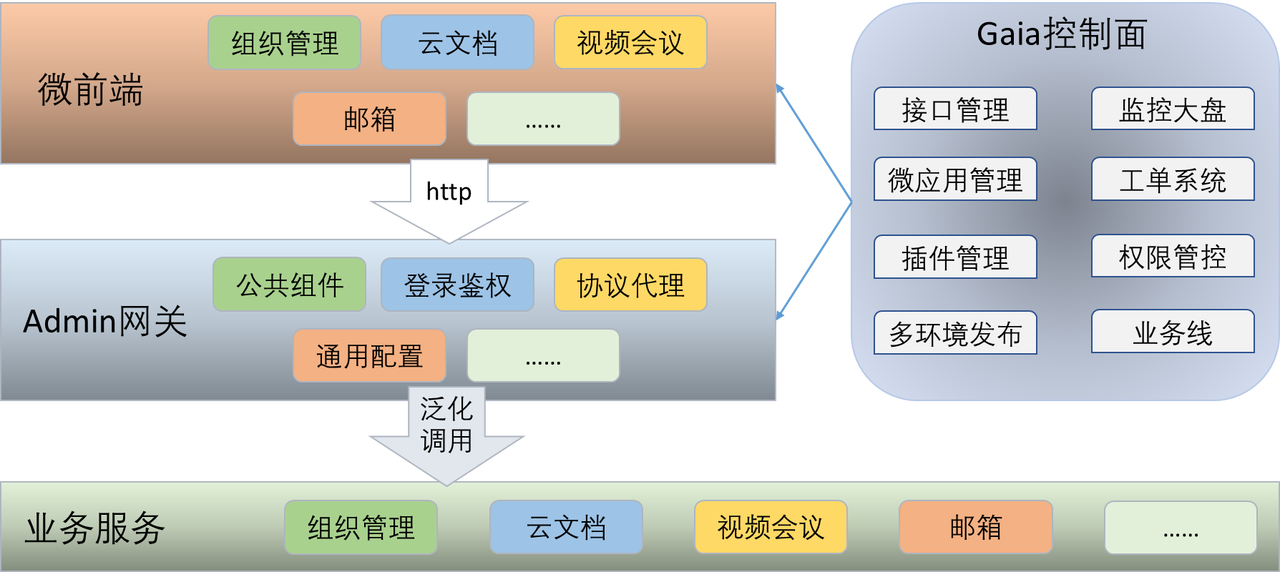 微前端
组织管理
云文档
视频会议
邮箱
......
http
Admin网关
公共组件
登录鉴权
协议代理
通用配置
......
泛化
调用
业务服务
组织管理
云文档
视频会议
邮箱
......
Gaia控制面
接口管理
监控大盘
微应用管理
工单系统
插件管理
权限管控
多环境发布
业务线